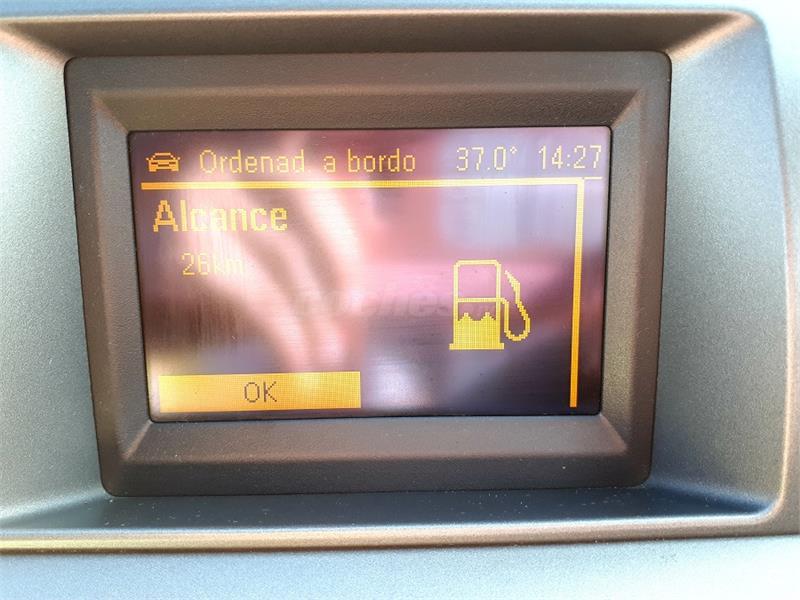 Ordenad. a bordo 37.0° 14:27
Alcance
26km
OK